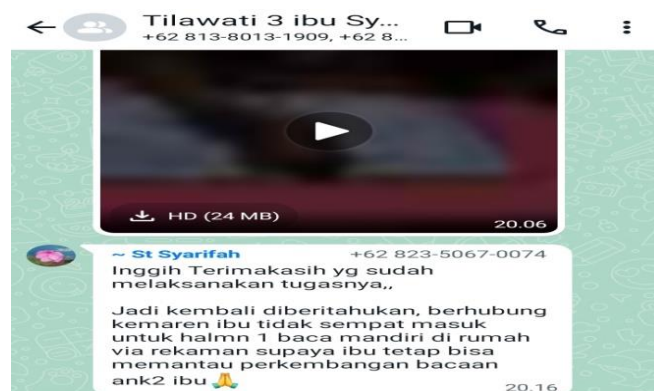 Tilawati 3 ibu Sy...
+62 813-8013-1909, +62 8...
HD (24 MB)
20.06
~ St Syarifah +62 823-5067-0074
Inggih Terimakasih yg sudah
melaksanakan tugasnya,,
Jadi kembali diberitahukan, berhubung
kemaren ibu tidak sempat masuk
untuk halmn 1 baca mandiri di rumah
via rekaman supaya ibu tetap bisa
memantau perkembangan bacaan
ank2 ibu 🙏
20.16